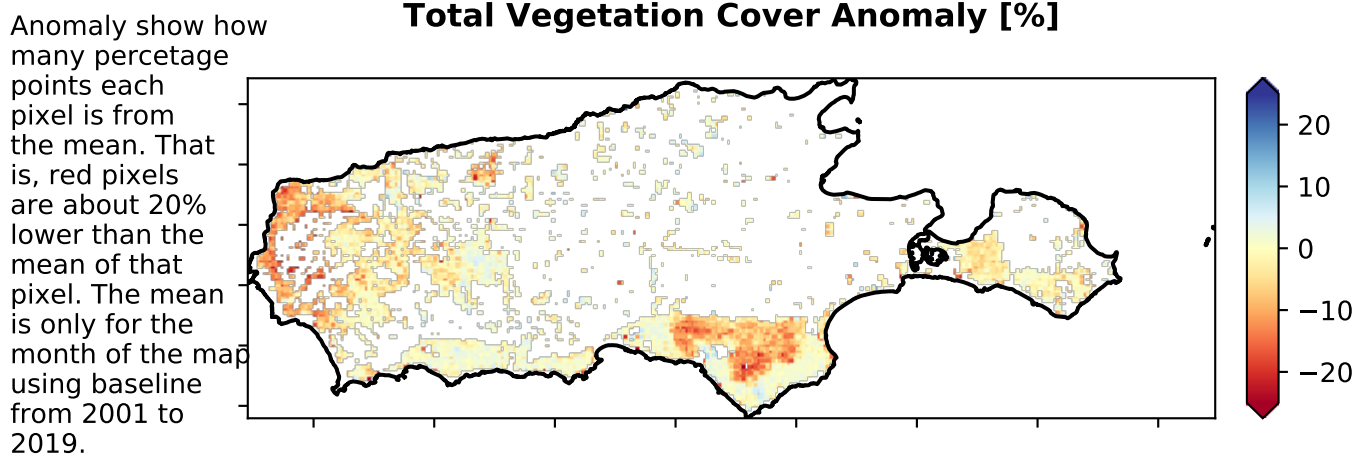 Total Vegetation Cover Anomaly [%]
Anomaly show how
many percetage
points each
pixel is from
the mean. That
is, red pixels
are about 20%
lower than the
mean of that
pixel. The mean
is only for the
month of the map
using baseline
from 2001 to
2019.
20
10
0
−10
−20